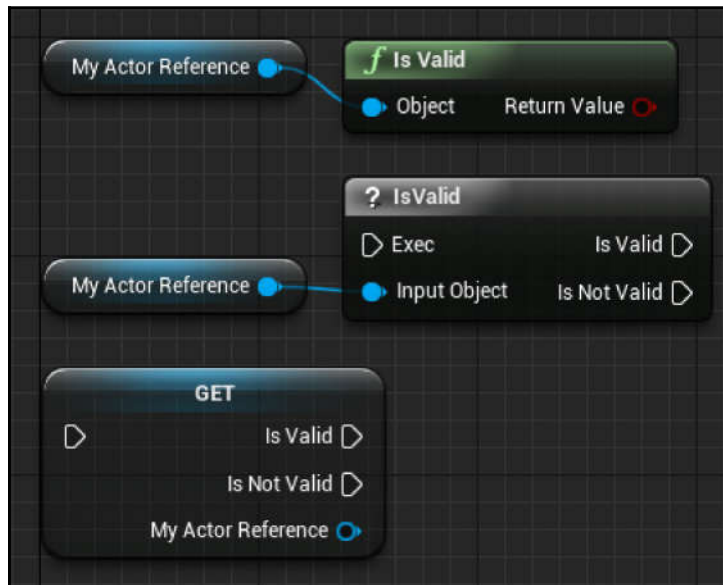 My Actor Reference
f Is Valid
Object Return Value
? IsValid
Exec Is Valid
My Actor Reference
Input Object Is Not Valid
GET
Is Valid
Is Not Valid
My Actor Reference